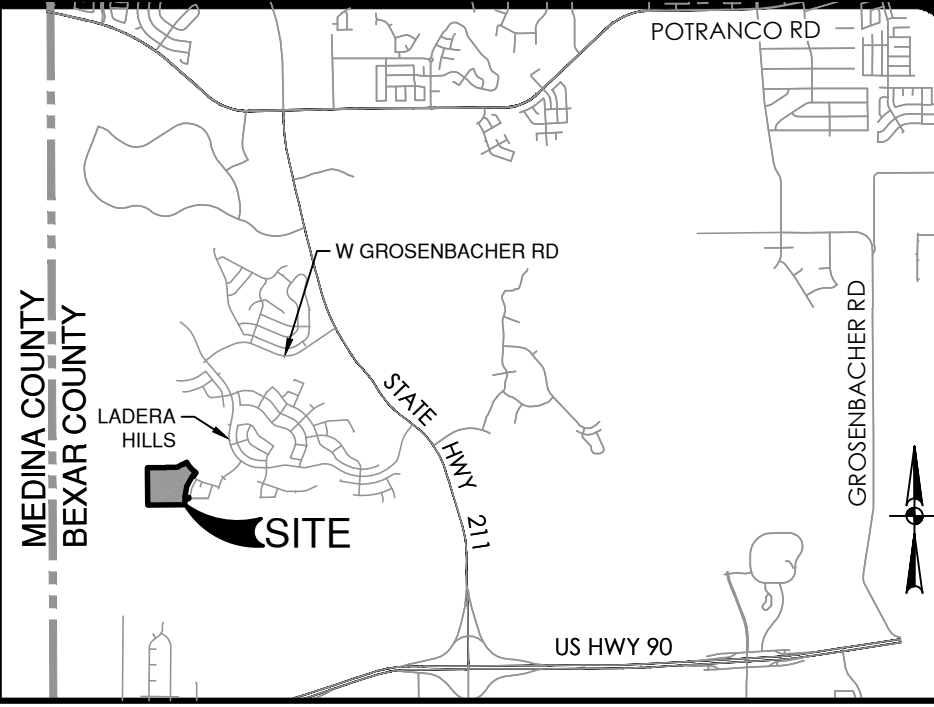 POTRANCO RD
W GROSENBACHER RD
MEDINA COUNTY
BEXAR COUNTY
GROSENBACHER RD
STATE HWY 211
LADERA
HILLS
SITE
US HWY 90